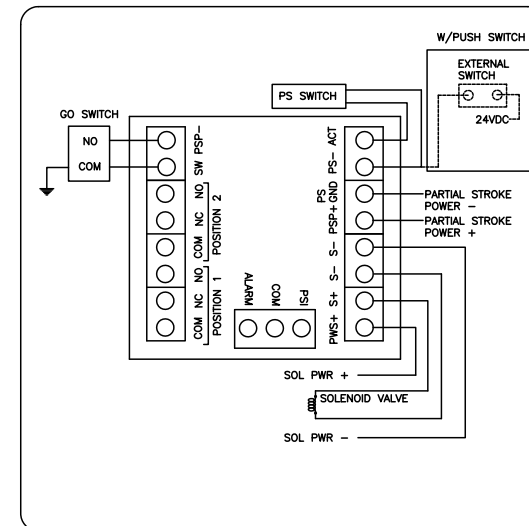 W/PUSH SWITCH
EXTERNAL
SWITCH
24VDC
PS SWITCH
GO SWITCH
NO
COM
PSP-
SW
NO
NC
COM
POSITION 2
NO
NC
COM
POSITION 1
ALARM
COM
PSI
ACT
PS-
PS
GND
PSP+
S-
S-
S+
PWS+
PARTIAL STROKE
POWER -
PARTIAL STROKE
POWER +
SOL PWR +
SOLENOID VALVE
SOL PWR -